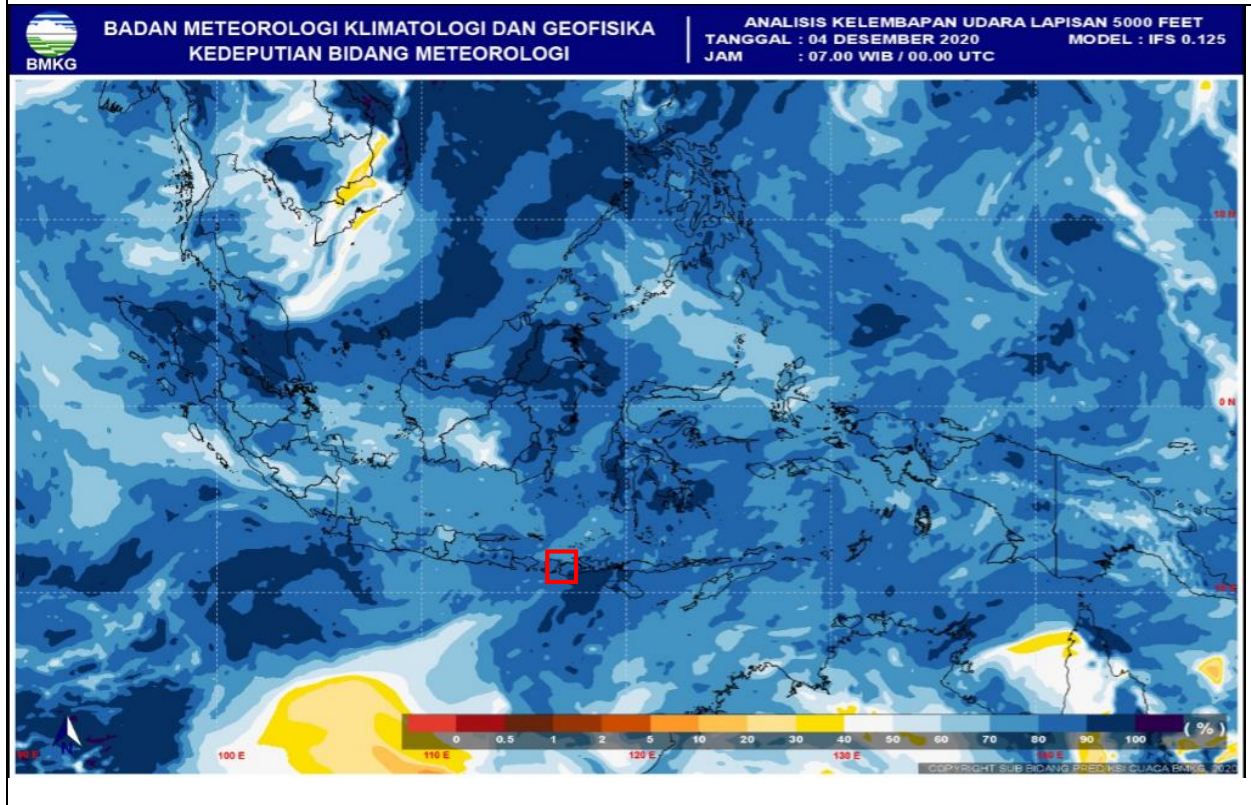 BMKG
BADAN METEOROLOGI KLIMATOLOGI DAN GEOFISIKA
KEDEPUTIAN BIDANG METEOROLOGI
ANALISIS KELEMBAPAN UDARA LAPISAN 5000 FEET
TANGGAL : 04 DESEMBER 2020 MODEL : IFS 0.125
JAM : 07.00 WIB / 00.00 UTC
10 N
0 N
N
0 0.5 1 2 5 10 20 30 40 50 60 70 80 90 100 ( % )
100 E 110 E 120 E 130 E
COPYRIGHT SUB BIDANG PREDIKSI CUACA BMKG, 2020